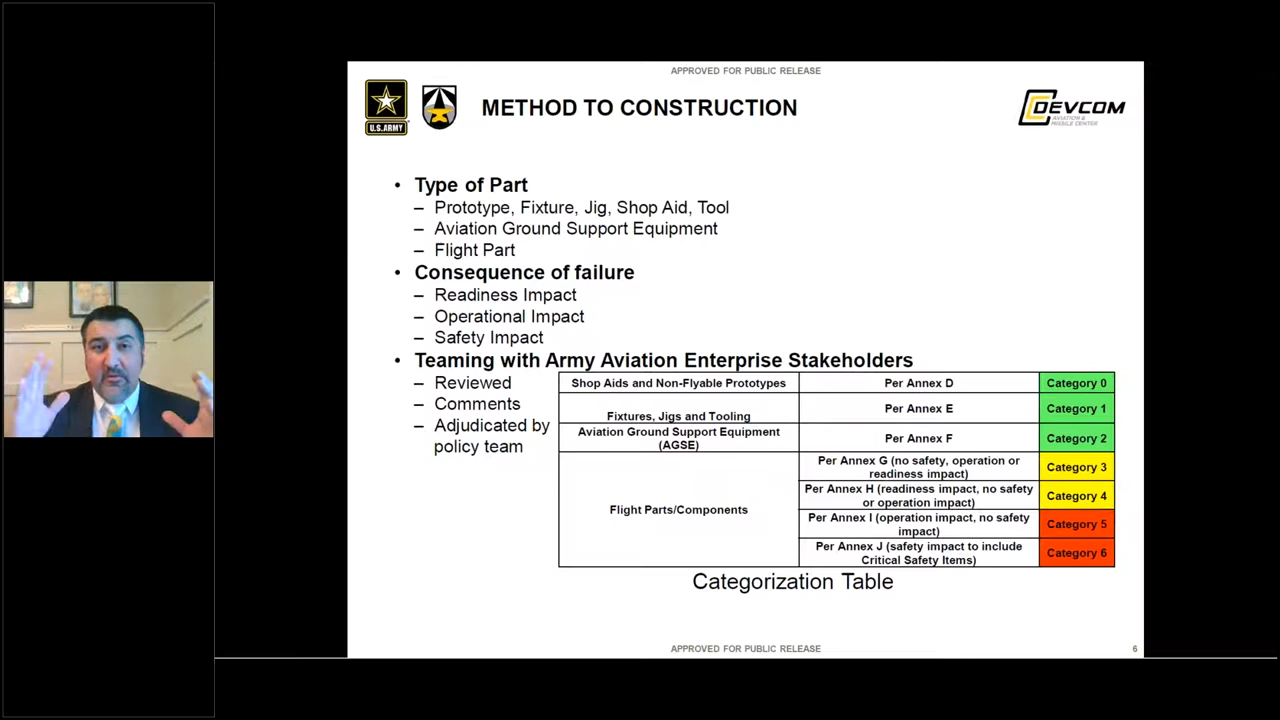 APPROVED FOR PUBLIC RELEASE
U.S.ARMY
METHOD TO CONSTRUCTION
DEVCOM
AVIATION &
MISSILE CENTER
• Type of Part
– Prototype, Fixture, Jig, Shop Aid, Tool
– Aviation Ground Support Equipment
– Flight Part
• Consequence of failure
– Readiness Impact
– Operational Impact
– Safety Impact
• Teaming with Army Aviation Enterprise Stakeholders
– Reviewed
– Comments
– Adjudicated by
policy team
Shop Aids and Non-Flyable Prototypes Per Annex D Category 0
Fixtures, Jigs and Tooling Per Annex E Category 1
Aviation Ground Support Equipment
(AGSE)
Per Annex F Category 2
Flight Parts/Components
Per Annex G (no safety, operation or
readiness impact)
Category 3
Per Annex H (readiness impact, no safety
or operation impact)
Category 4
Per Annex I (operation impact, no safety
impact)
Category 5
Per Annex J (safety impact to include
Critical Safety Items)
Category 6
Categorization Table
APPROVED FOR PUBLIC RELEASE
6